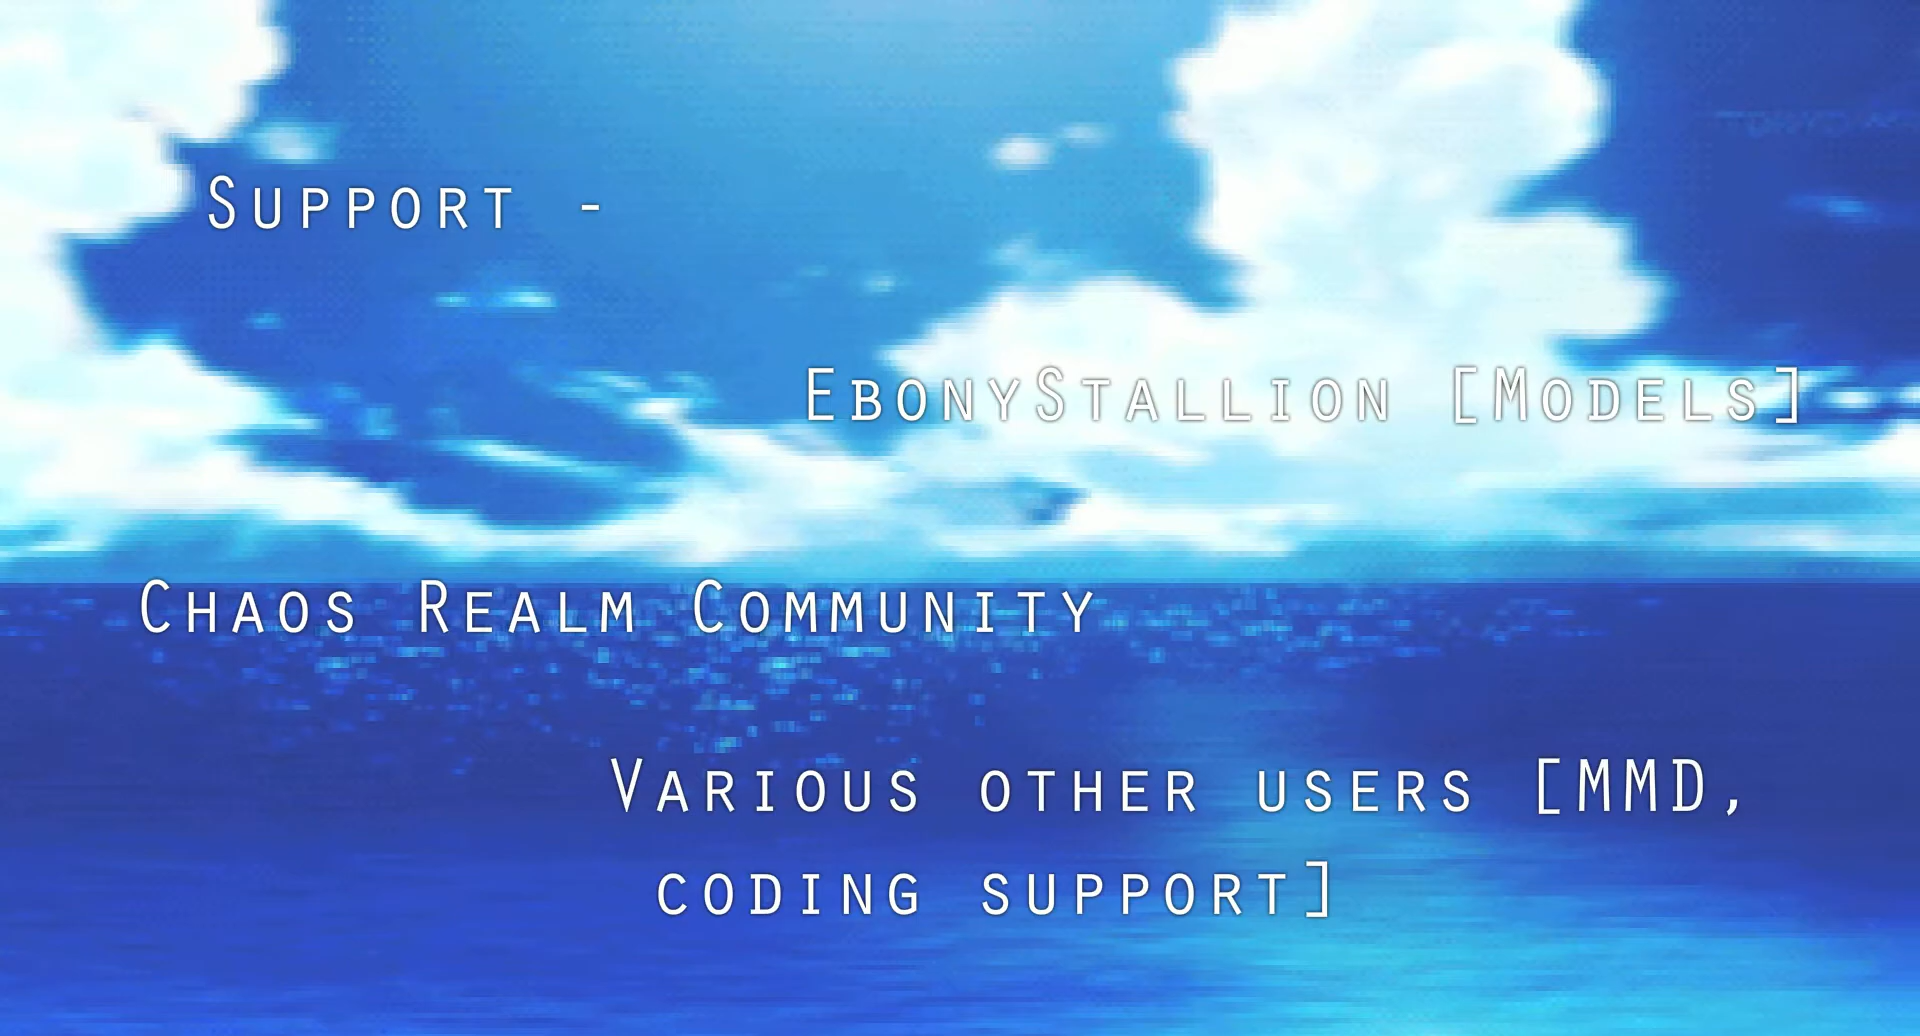 Support -
EbonyStallion [Models]
Chaos Realm Community
Various other users [MMD,
coding support]